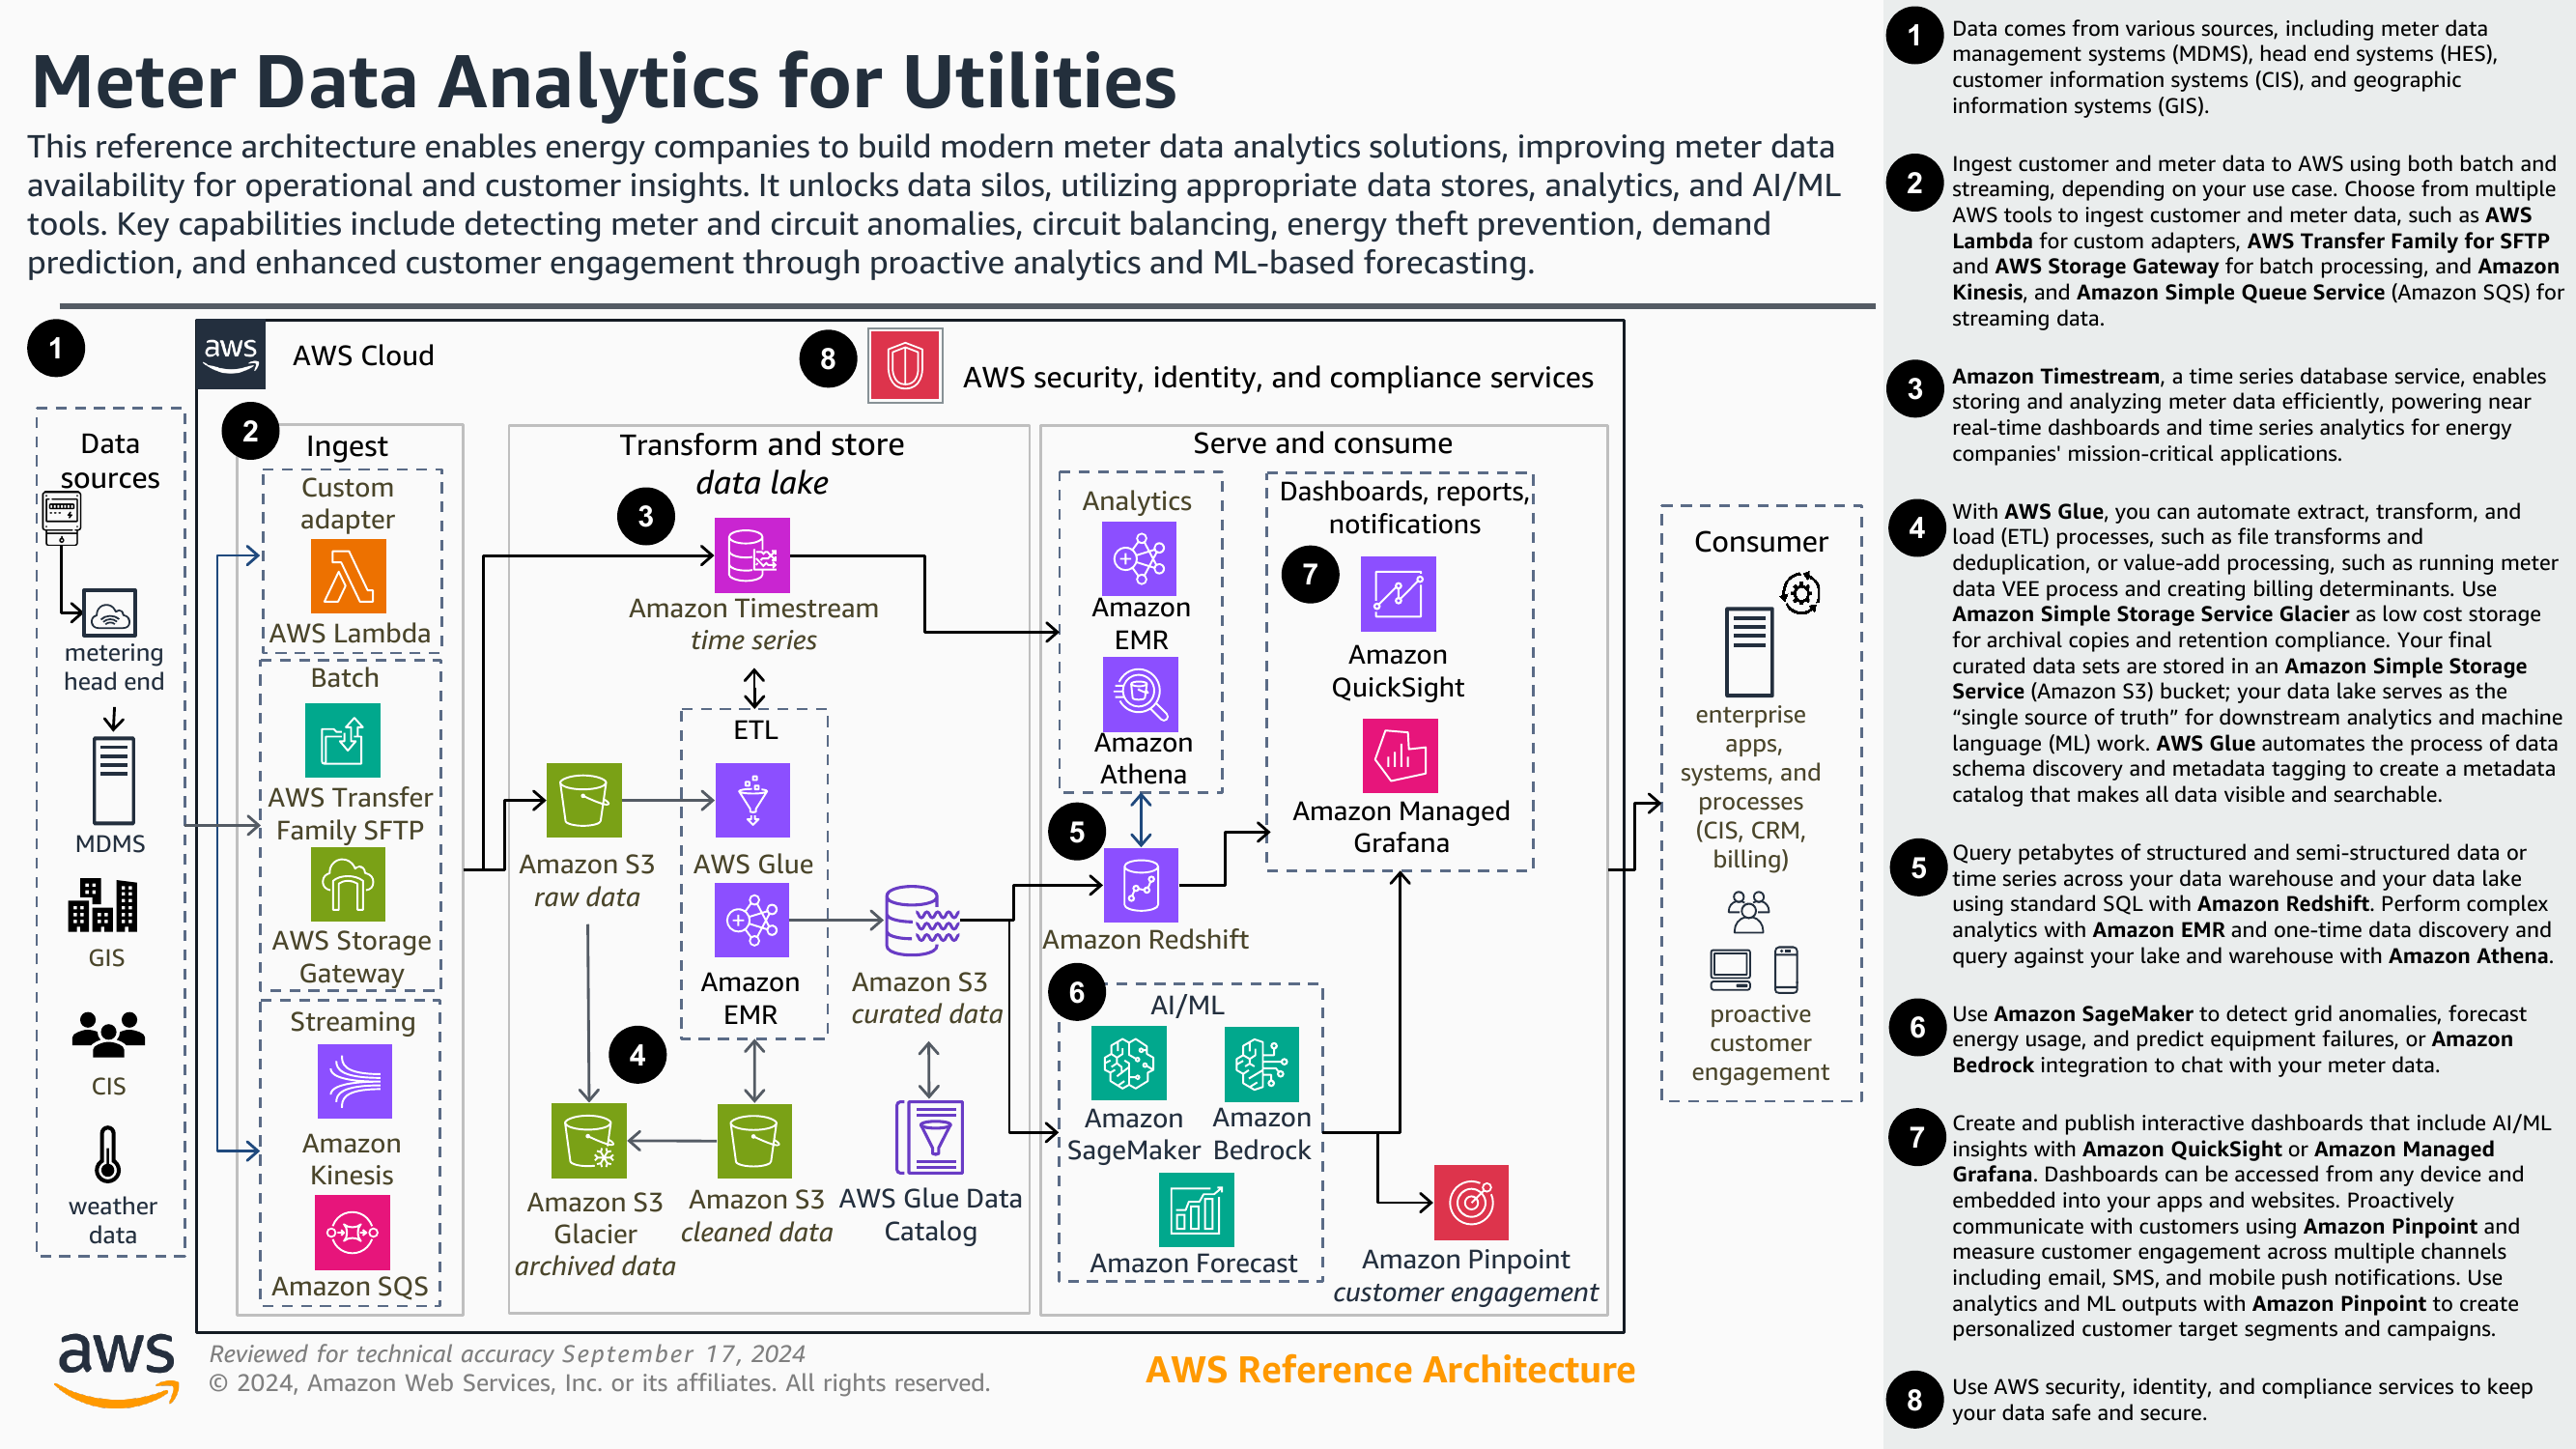 Meter Data Analytics for Utilities
This reference architecture enables energy companies to build modern meter data analytics solutions, improving meter data
availability for operational and customer insights. It unlocks data silos, utilizing appropriate data stores, analytics, and AI/ML
tools. Key capabilities include detecting meter and circuit anomalies, circuit balancing, energy theft prevention, demand
prediction, and enhanced customer engagement through proactive analytics and ML-based forecasting.
1
Data
sources
metering
head end
MDMS
GIS
CIS
weather
data
aws
AWS Cloud
8
AWS security, identity, and compliance services
2
Ingest
Custom
adapter
AWS Lambda
Batch
AWS Transfer
Family SFTP
AWS Storage
Gateway
Streaming
Amazon
Kinesis
Amazon SQS
Transform and store
data lake
3
Amazon Timestream
time series
ETL
AWS Glue
Amazon
EMR
Amazon S3
raw data
Amazon S3
curated data
4
Amazon S3
Glacier
archived data
Amazon S3
cleaned data
AWS Glue Data
Catalog
Serve and consume
Analytics
Amazon
EMR
Amazon
Athena
5
Amazon Redshift
6
AI/ML
Amazon
SageMaker
Amazon
Bedrock
Amazon Forecast
Dashboards, reports,
notifications
7
Amazon
QuickSight
Amazon Managed
Grafana
Amazon Pinpoint
customer engagement
Consumer
enterprise
apps,
systems, and
processes
(CIS, CRM,
billing)
proactive
customer
engagement
aws
Reviewed for technical accuracy September 17, 2024
© 2024, Amazon Web Services, Inc. or its affiliates. All rights reserved.
AWS Reference Architecture
1
Data comes from various sources, including meter data
management systems (MDMS), head end systems (HES),
customer information systems (CIS), and geographic
information systems (GIS).
2
Ingest customer and meter data to AWS using both batch and
streaming, depending on your use case. Choose from multiple
AWS tools to ingest customer and meter data, such as AWS
Lambda for custom adapters, AWS Transfer Family for SFTP
and AWS Storage Gateway for batch processing, and Amazon
Kinesis, and Amazon Simple Queue Service (Amazon SQS) for
streaming data.
3
Amazon Timestream, a time series database service, enables
storing and analyzing meter data efficiently, powering near
real-time dashboards and time series analytics for energy
companies' mission-critical applications.
4
With AWS Glue, you can automate extract, transform, and
load (ETL) processes, such as file transforms and
deduplication, or value-add processing, such as running meter
data VEE process and creating billing determinants. Use
Amazon Simple Storage Service Glacier as low cost storage
for archival copies and retention compliance. Your final
curated data sets are stored in an Amazon Simple Storage
Service (Amazon S3) bucket; your data lake serves as the
“single source of truth” for downstream analytics and machine
language (ML) work. AWS Glue automates the process of data
schema discovery and metadata tagging to create a metadata
catalog that makes all data visible and searchable.
5
Query petabytes of structured and semi-structured data or
time series across your data warehouse and your data lake
using standard SQL with Amazon Redshift. Perform complex
analytics with Amazon EMR and one-time data discovery and
query against your lake and warehouse with Amazon Athena.
6
Use Amazon SageMaker to detect grid anomalies, forecast
energy usage, and predict equipment failures, or Amazon
Bedrock integration to chat with your meter data.
7
Create and publish interactive dashboards that include AI/ML
insights with Amazon QuickSight or Amazon Managed
Grafana. Dashboards can be accessed from any device and
embedded into your apps and websites. Proactively
communicate with customers using Amazon Pinpoint and
measure customer engagement across multiple channels
including email, SMS, and mobile push notifications. Use
analytics and ML outputs with Amazon Pinpoint to create
personalized customer target segments and campaigns.
8
Use AWS security, identity, and compliance services to keep
your data safe and secure.